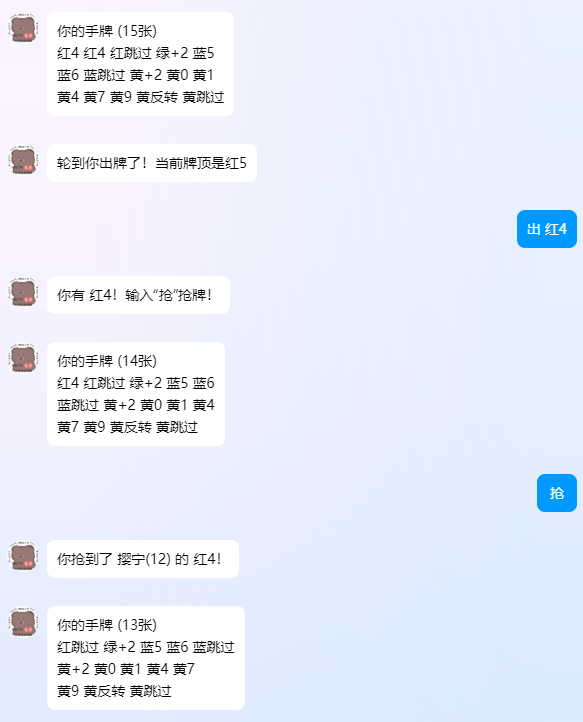 你的手牌 (15张)
红4 红4 红跳过 绿+2 蓝5
蓝6 蓝跳过 黄+2 黄0 黄1
黄4 黄7 黄9 黄反转 黄跳过
轮到你出牌了！当前牌顶是红5
出 红4
你有 红4！输入“抢”抢牌！
你的手牌 (14张)
红4 红跳过 绿+2 蓝5 蓝6
蓝跳过 黄+2 黄0 黄1 黄4
黄7 黄9 黄反转 黄跳过
抢
你抢到了 撄宁(12) 的 红4！
你的手牌 (13张)
红跳过 绿+2 蓝5 蓝6 蓝跳过
黄+2 黄0 黄1 黄4 黄7
黄9 黄反转 黄跳过